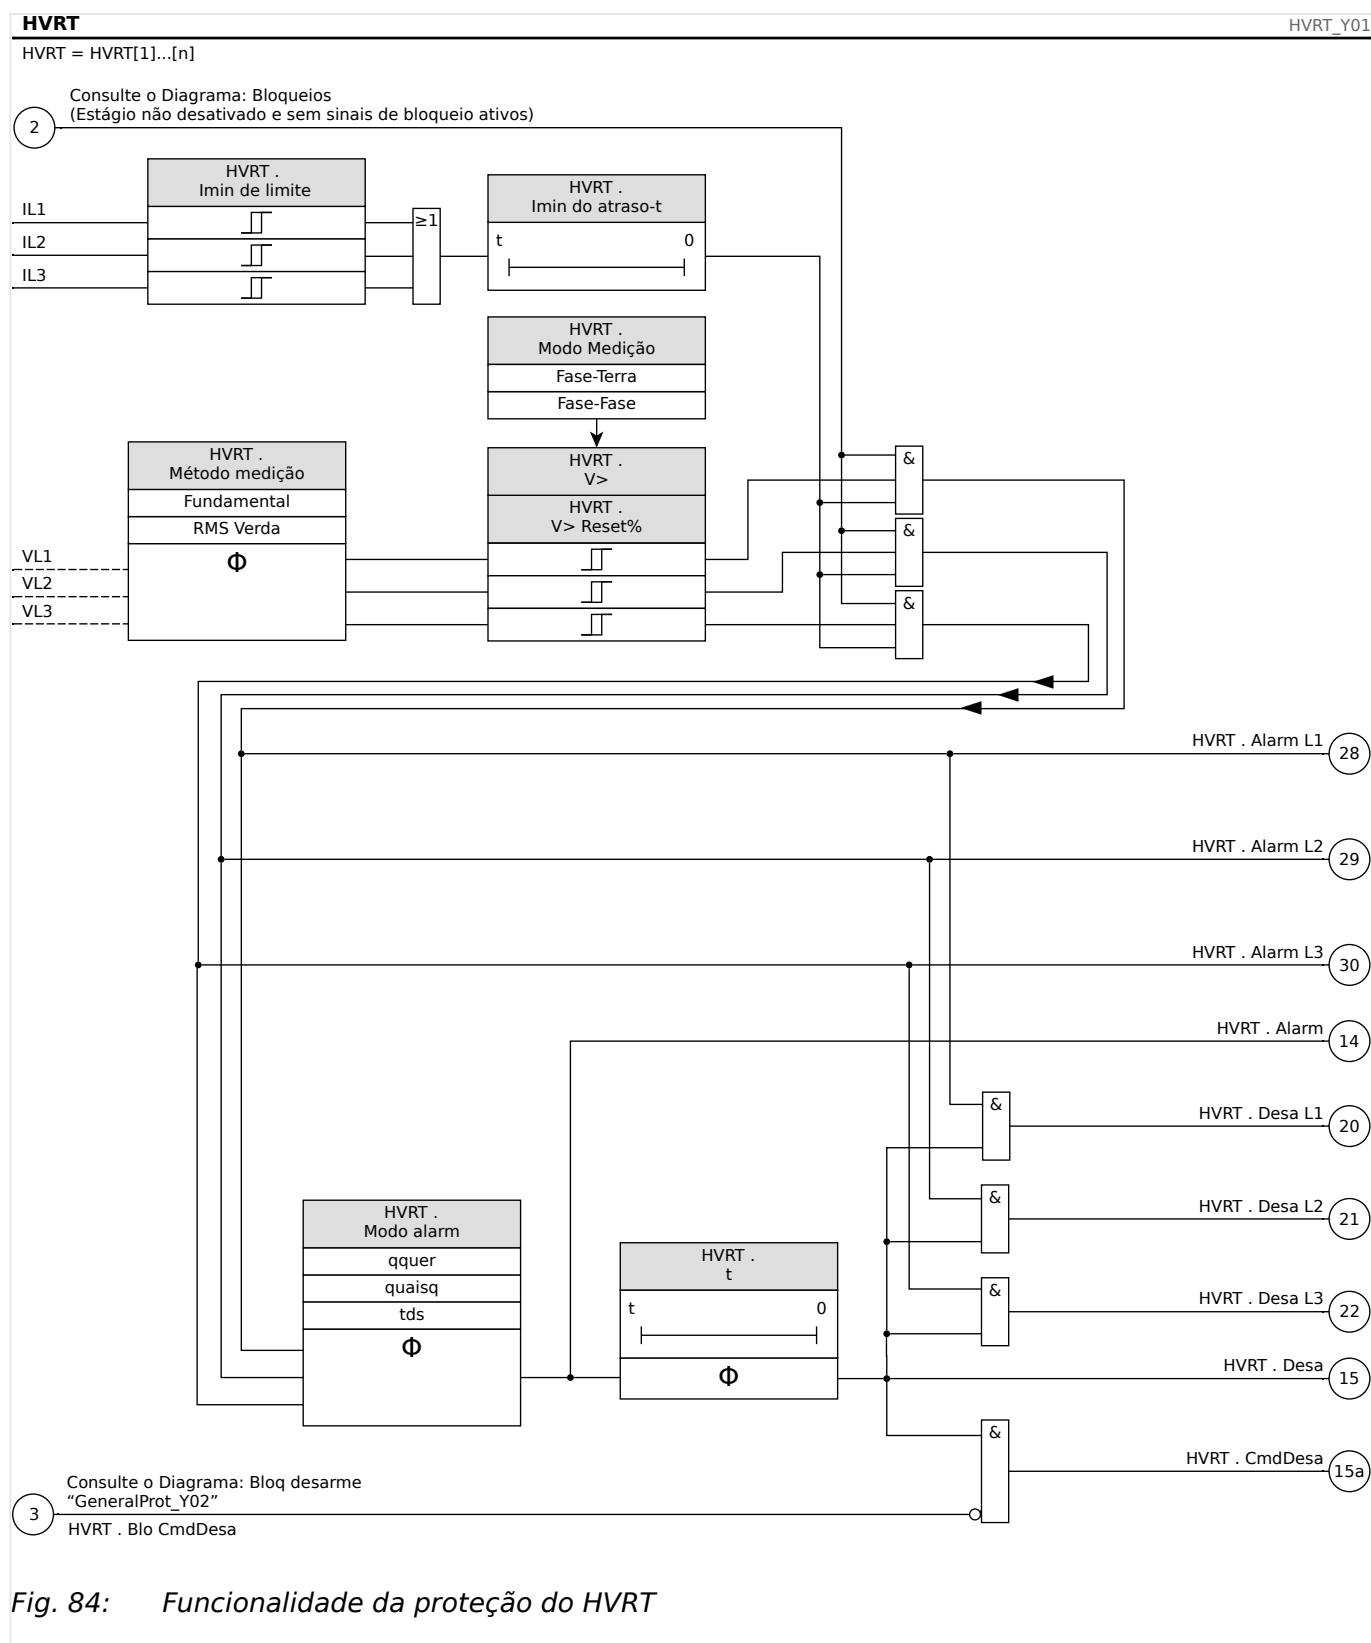 HVRT
HVRT_Y01
HVRT = HVRT[1]...[n]
Consulte o Diagrama: Bloqueios
(Estágio não desativado e sem sinais de bloqueio ativos)
2
HVRT .
Imin de limite
IL1
IL2
IL3
≥1
HVRT .
Imin do atraso-t
t
0
HVRT .
Modo Medição
Fase-Terra
Fase-Fase
HVRT .
Método medição
Fundamental
RMS Verda
Φ
VL1
VL2
VL3
HVRT .
V>
HVRT .
V> Reset%
&
&
&
HVRT . Alarm L1
28
HVRT . Alarm L2
29
HVRT . Alarm L3
30
HVRT . Alarm
14
&
HVRT . Desa L1
20
&
HVRT . Desa L2
21
&
HVRT . Desa L3
22
HVRT .
Modo alarm
qquer
quaisq
tds
Φ
HVRT .
t
t
0
Φ
HVRT . Desa
15
&
HVRT . CmdDesa
15a
Consulte o Diagrama: Bloq desarme
“GeneralProt_Y02”
3
HVRT . Blo CmdDesa
Fig. 84: Funcionalidade da proteção do HVRT